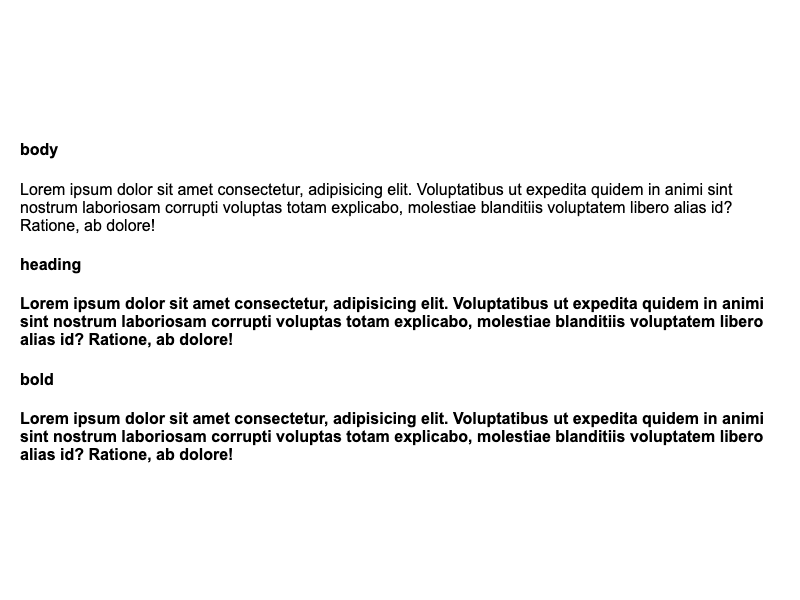 body
Lorem ipsum dolor sit amet consectetur, adipisicing elit. Voluptatibus ut expedita quidem in animi sint
nostrum laboriosam corrupti voluptas totam explicabo, molestiae blanditiis voluptatem libero alias id?
Ratione, ab dolore!
heading
Lorem ipsum dolor sit amet consectetur, adipisicing elit. Voluptatibus ut expedita quidem in animi
sint nostrum laboriosam corrupti voluptas totam explicabo, molestiae blanditiis voluptatem libero
alias id? Ratione, ab dolore!
bold
Lorem ipsum dolor sit amet consectetur, adipisicing elit. Voluptatibus ut expedita quidem in animi
sint nostrum laboriosam corrupti voluptas totam explicabo, molestiae blanditiis voluptatem libero
alias id? Ratione, ab dolore!